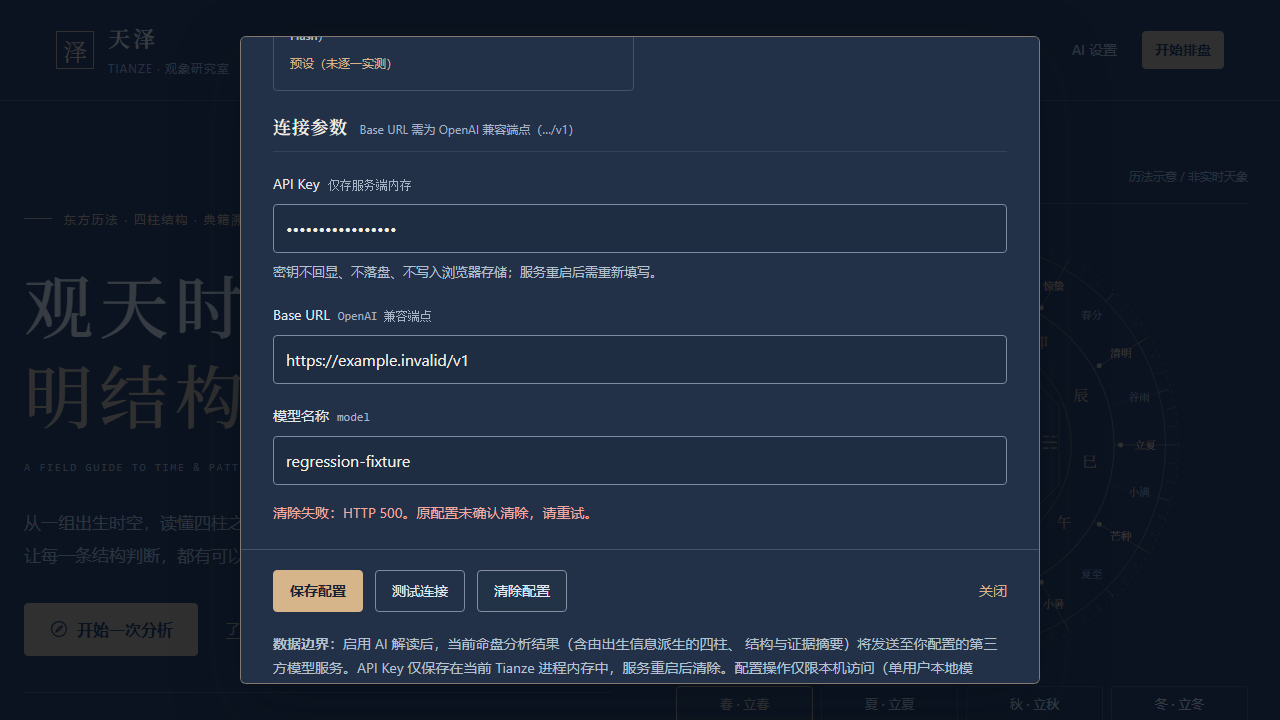 泽
天泽
TIANZE · 观象研究室
AI 设置
开始排盘
Hash)
预设（未逐一实测）
连接参数 Base URL 需为 OpenAI 兼容端点（.../v1）
API Key 仅存服务端内存
•••••••••••••••••
密钥不回显、不落盘、不写入浏览器存储；服务重启后需重新填写。
Base URL OpenAI 兼容端点
https://example.invalid/v1
模型名称 model
regression-fixture
清除失败：HTTP 500。原配置未确认清除，请重试。
保存配置
测试连接
清除配置
关闭
数据边界：启用 AI 解读后，当前命盘分析结果（含由出生信息派生的四柱、 结构与证据摘要）将发送至你配置的第三
方模型服务。API Key 仅保存在当前 Tianze 进程内存中，服务重启后清除。配置操作仅限本机访问（单用户本地模
历法示意 / 非实时天象
东方历法 · 四柱结构 · 典籍溯
观天时
明结构
A FIELD GUIDE TO TIME & PATT
从一组出生时空，读懂四柱之
让每一条结构判断，都有可以
开始一次分析
了
惊蛰
春分
卯
清明
辰
谷雨
立夏
巳
小满
午
芒种
夏至
小暑
春 · 立春
夏 · 立夏
秋 · 立秋
冬 · 立冬